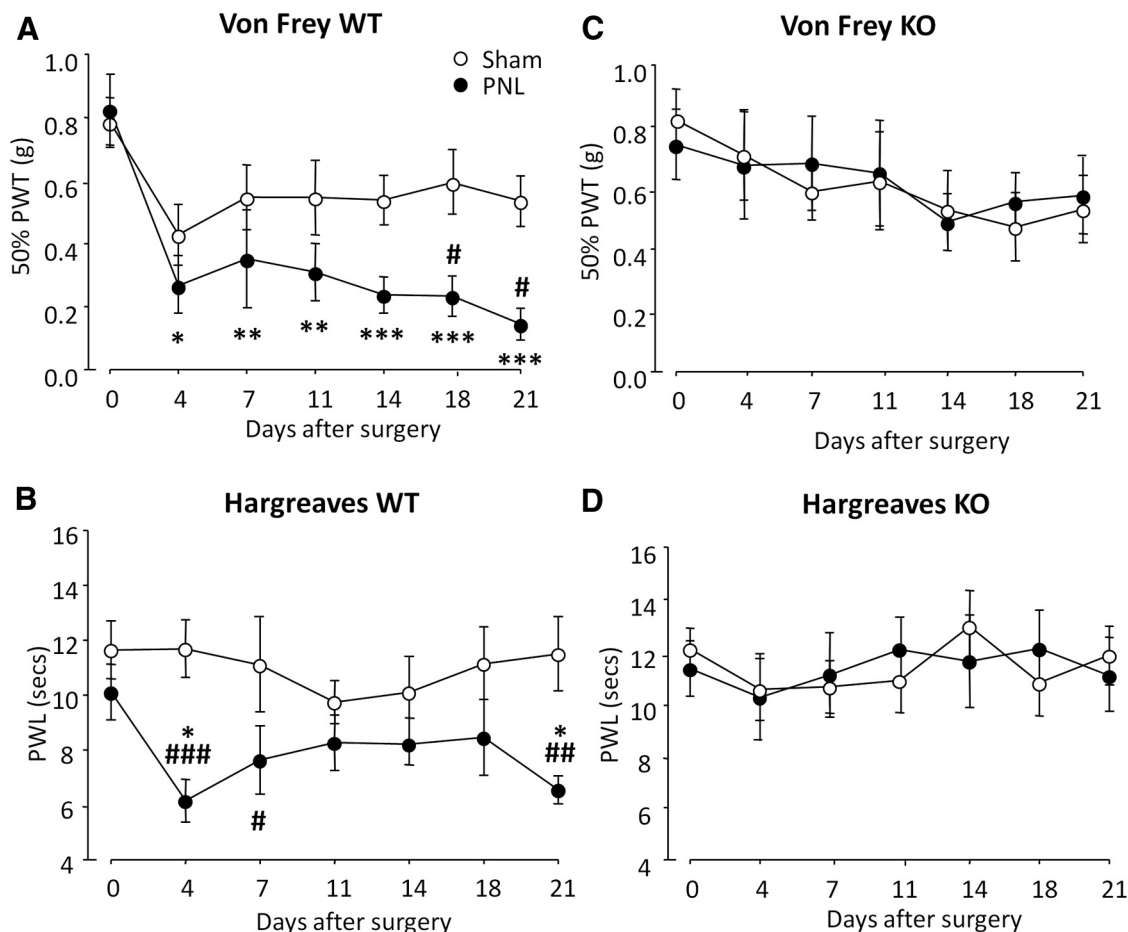 A
Von Frey WT
Sham
PNL
50% PWT (g)
1.0
0.8
0.6
0.4
0.2
0.0
#
#
*
**
**
***
***
***
0 4 7 11 14 18 21
Days after surgery
C
Von Frey KO
50% PWT (g)
1.0
0.8
0.6
0.4
0.2
0.0
0 4 7 11 14 18 21
Days after surgery
B
Hargreaves WT
PWL (secs)
16
14
12
10
8
6
4
*
###
#
*
##
0 4 7 11 14 18 21
Days after surgery
D
Hargreaves KO
PWL (secs)
16
14
12
10
8
6
4
0 4 7 11 14 18 21
Days after surgery